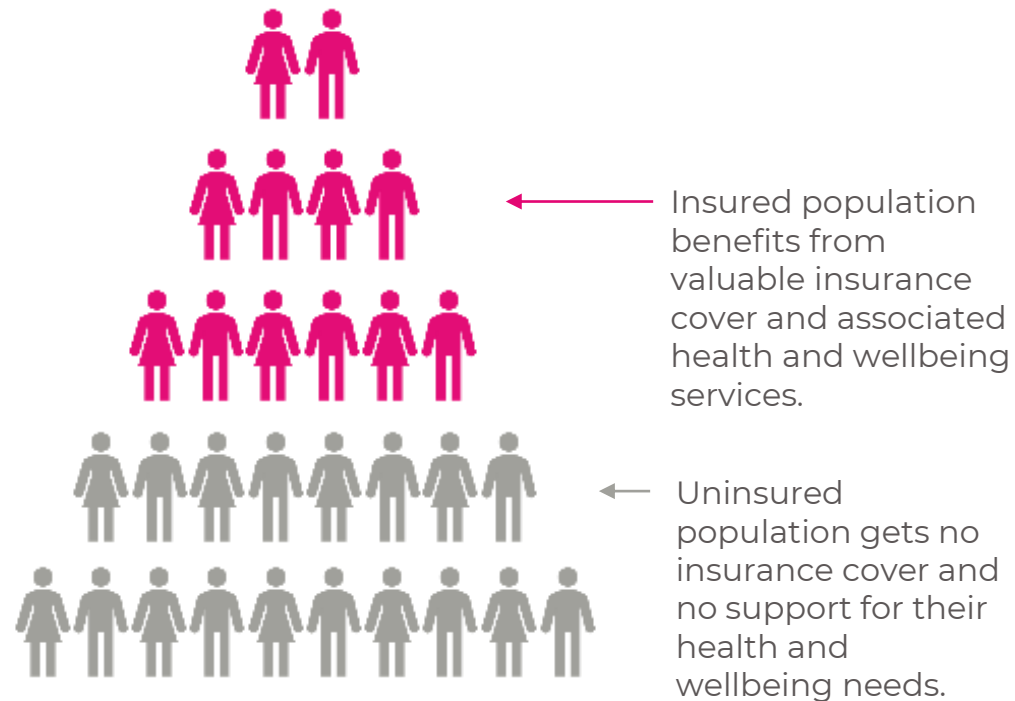 Insured population
benefits from
valuable insurance
cover and associated
health and wellbeing
services.
Uninsured
population gets no
insurance cover and
no support for their
health and
wellbeing needs.